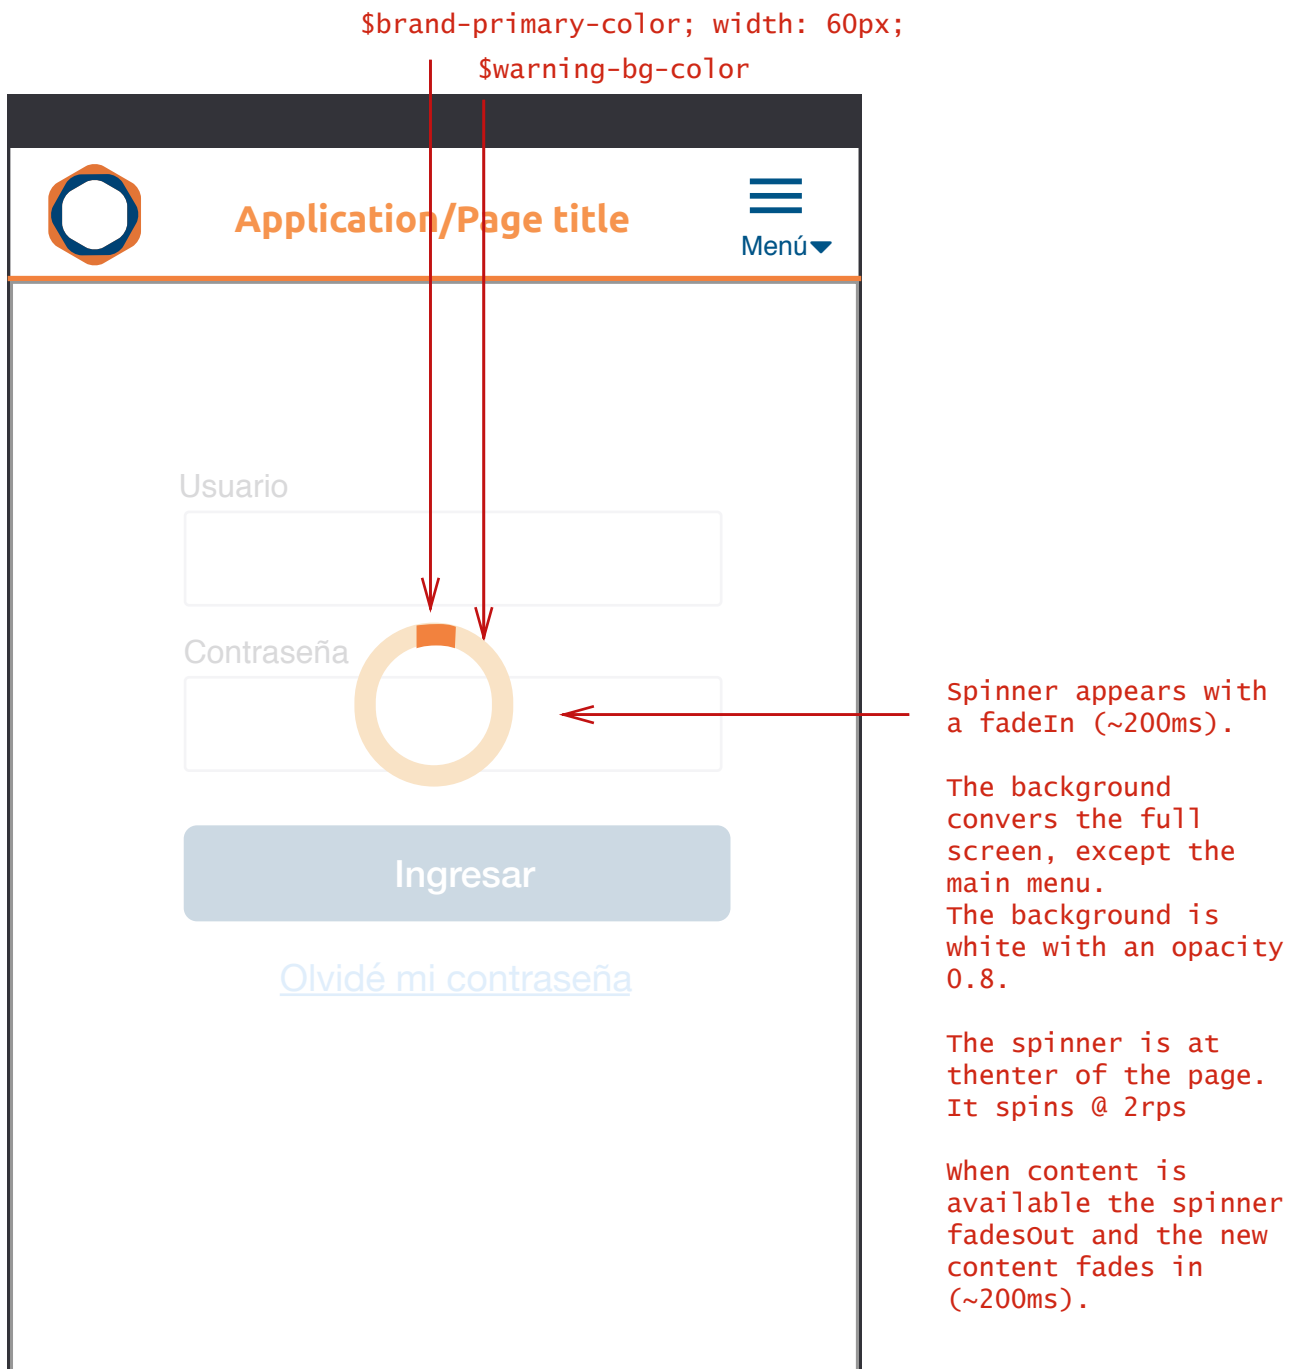 $brand-primary-color; width: 60px;
$warning-bg-color
Application/Page title
Menú
Usuario
Contraseña
Ingresar
Olvidé mi contraseña
Spinner appears with
a fadeIn (~200ms).
The background
convers the full
screen, except the
main menu.
The background is
white with an opacity
0.8.
The spinner is at
thenter of the page.
It spins @ 2rps
When content is
available the spinner
fadesOut and the new
content fades in
(~200ms).